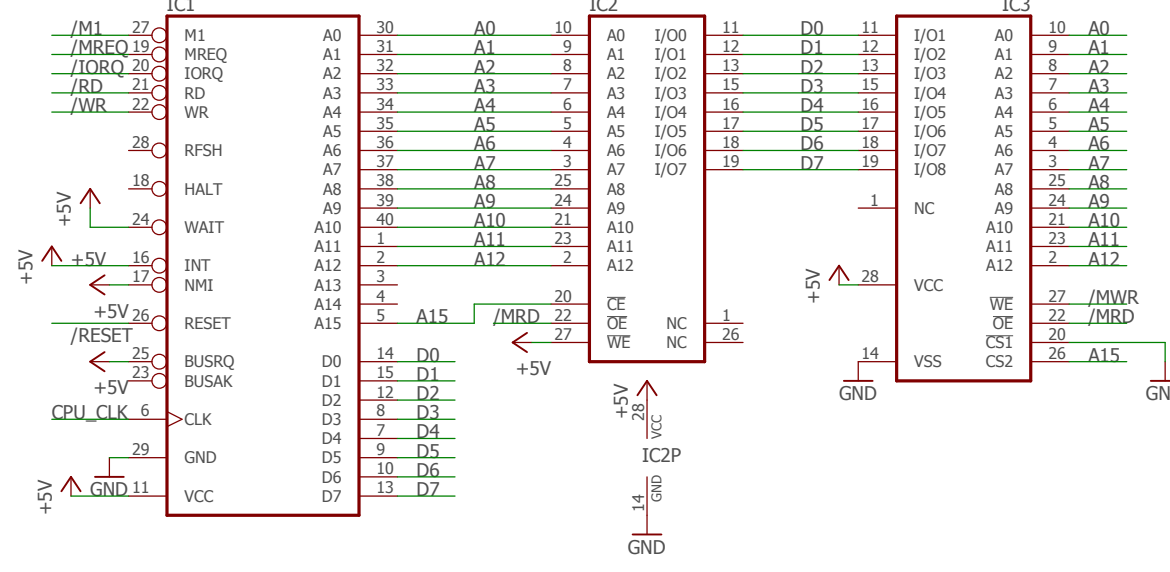 IC1 IC2 IC3
/M1 27 M1 A0 30 A0 10 A0 I/O0 11 D0 11 I/O1 A0 10 A0
/MREQ 19 MREQ A1 31 A1 9 A1 I/O1 12 D1 12 I/O2 A1 9 A1
/IORQ 20 IORQ A2 32 A2 8 A2 I/O2 13 D2 13 I/O3 A2 8 A2
/RD 21 RD A3 33 A3 7 A3 I/O3 15 D3 15 I/O4 A3 7 A3
/WR 22 WR A4 34 A4 6 A4 I/O4 16 D4 16 I/O5 A4 6 A4
A5 35 A5 5 A5 I/O5 17 D5 17 I/O6 A5 5 A5
28 RFSH A6 36 A6 4 A6 I/O6 18 D6 18 I/O7 A6 4 A6
A7 37 A7 3 A7 I/O7 19 D7 19 I/O8 A7 3 A7
18 HALT A8 38 A8 25 A8 A8 25 A8
+5V A9 39 A9 24 A9 1 NC A9 24 A9
24 WAIT A10 40 A10 21 A10 A10 21 A10
A11 1 A11 23 A11 A11 23 A11
+5V +5V 16 INT A12 2 A12 2 A12 A12 2 A12
17 NMI A13 3 +5V 28 VCC
A14 4 20 CE WE 27 /MWR
+5V 26 RESET A15 5 A15 /MRD 22 OE NC 1 OE 22 /MRD
/RESET 27 WE NC 26 CS1 20
25 BUSRQ D0 14 D0 +5V 14 VSS CS2 26 A15
+5V 23 BUSAK D1 15 D1
D2 12 D2 +5V 28 VCC GND GN
CPU_CLK 6 CLK D3 8 D3
D4 7 D4
29 GND D5 9 D5 IC2P
D6 10 D6
+5V GND 11 VCC D7 13 D7 14 GND
GND